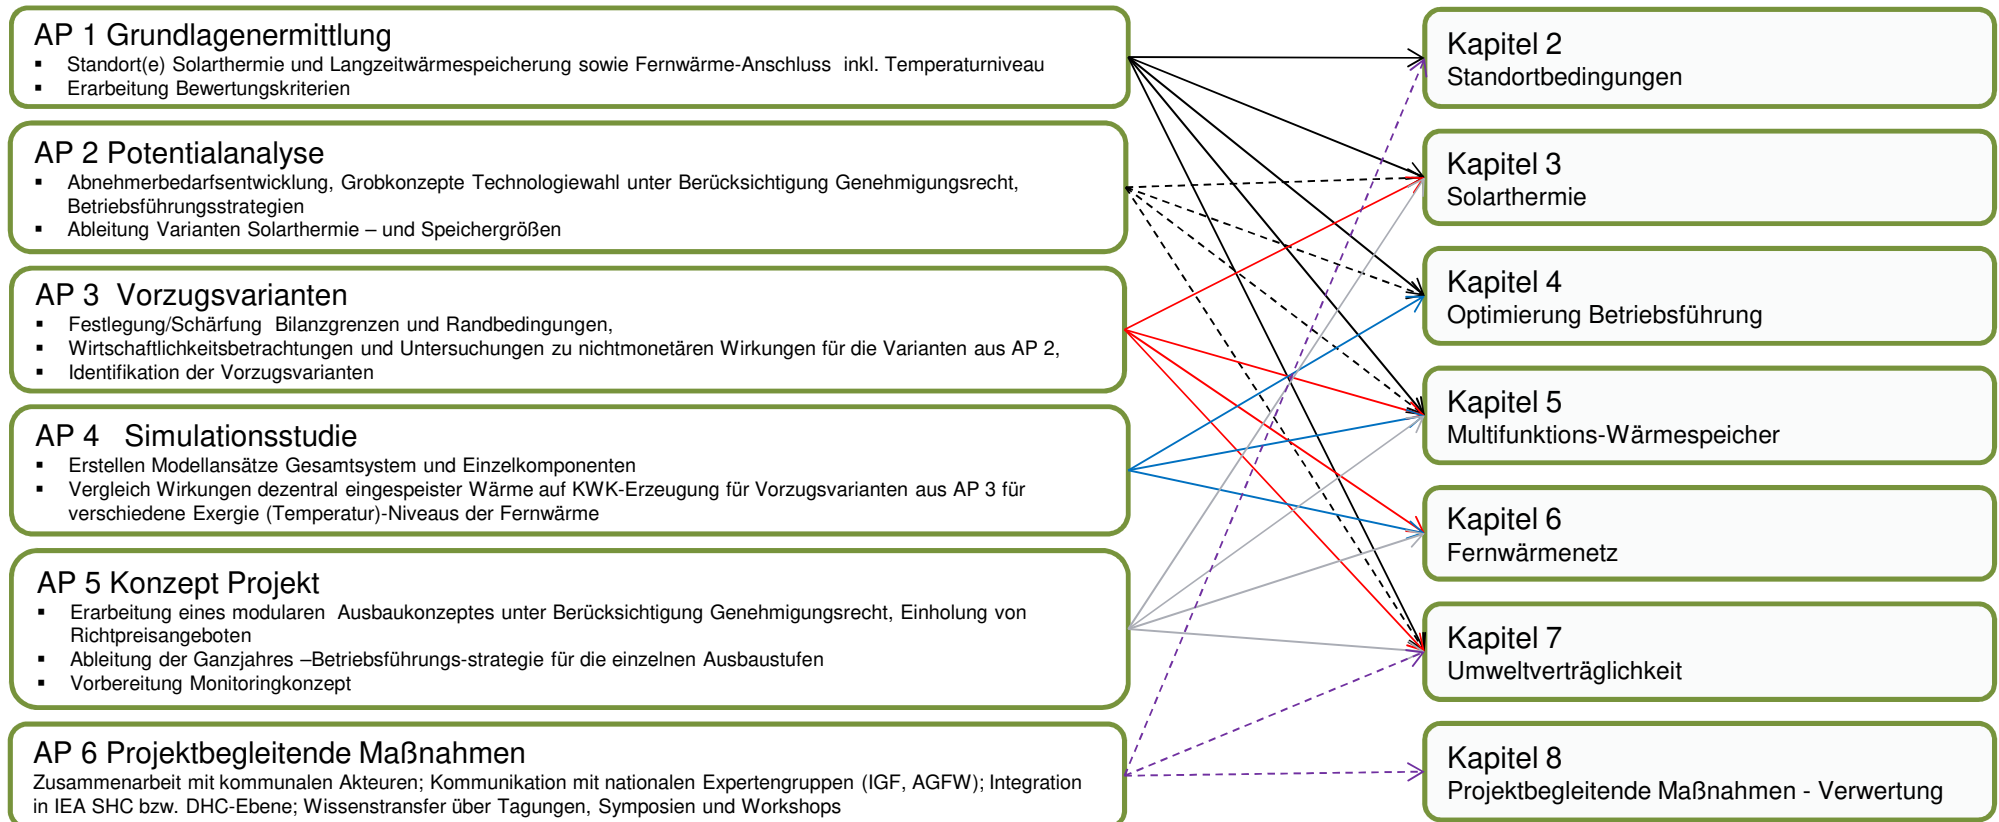 AP 1 Grundlagenermittlung
▪ Standort(e) Solarthermie und Langzeitwärmespeicherung sowie Fernwärme-Anschluss inkl. Temperaturniveau
▪ Erarbeitung Bewertungskriterien
AP 2 Potentialanalyse
▪ Abnehmerbedarfsentwicklung, Grobkonzepte Technologiewahl unter Berücksichtigung Genehmigungsrecht,
Betriebsführungsstrategien
▪ Ableitung Varianten Solarthermie – und Speichergrößen
AP 3 Vorzugsvarianten
▪ Festlegung/Schärfung Bilanzgrenzen und Randbedingungen,
▪ Wirtschaftlichkeitsbetrachtungen und Untersuchungen zu nichtmonetären Wirkungen für die Varianten aus AP 2,
▪ Identifikation der Vorzugsvarianten
AP 4 Simulationsstudie
▪ Erstellen Modellansätze Gesamtsystem und Einzelkomponenten
▪ Vergleich Wirkungen dezentral eingespeister Wärme auf KWK-Erzeugung für Vorzugsvarianten aus AP 3 für
verschiedene Exergie (Temperatur)-Niveaus der Fernwärme
AP 5 Konzept Projekt
▪ Erarbeitung eines modularen Ausbaukonzeptes unter Berücksichtigung Genehmigungsrecht, Einholung von
Richtpreisangeboten
▪ Ableitung der Ganzjahres –Betriebsführungs-strategie für die einzelnen Ausbaustufen
▪ Vorbereitung Monitoringkonzept
AP 6 Projektbegleitende Maßnahmen
Zusammenarbeit mit kommunalen Akteuren; Kommunikation mit nationalen Expertengruppen (IGF, AGFW); Integration
in IEA SHC bzw. DHC-Ebene; Wissenstransfer über Tagungen, Symposien und Workshops
Kapitel 2
Standortbedingungen
Kapitel 3
Solarthermie
Kapitel 4
Optimierung Betriebsführung
Kapitel 5
Multifunktions-Wärmespeicher
Kapitel 6
Fernwärmenetz
Kapitel 7
Umweltverträglichkeit
Kapitel 8
Projektbegleitende Maßnahmen - Verwertung